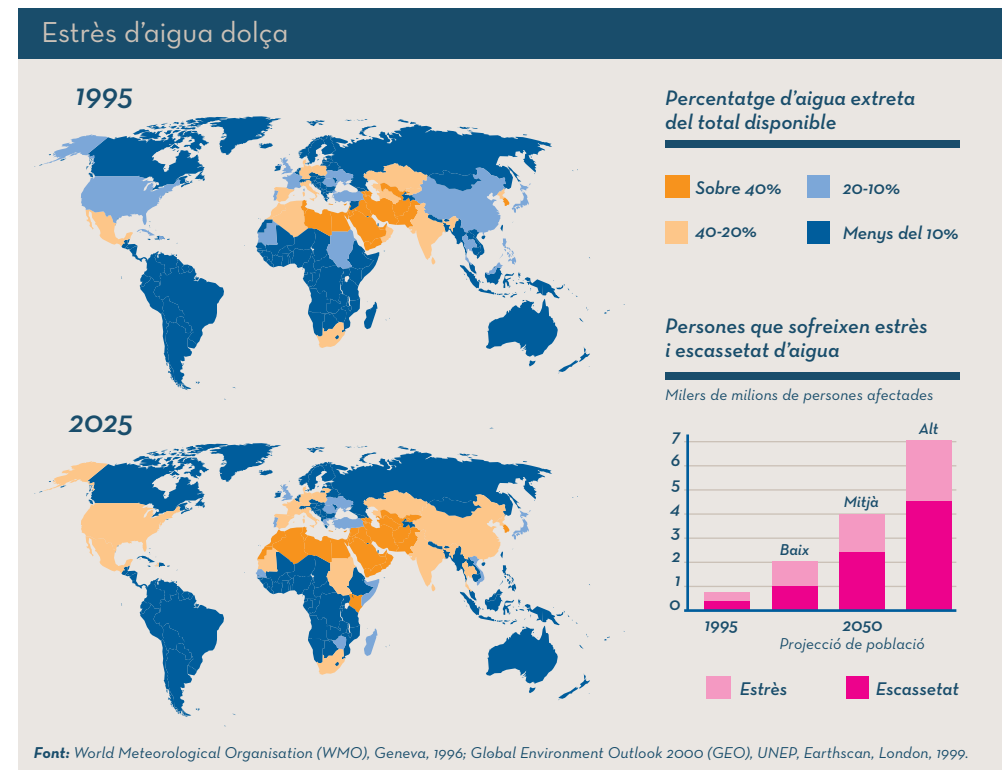 Estrès d'aigua dolça
1995
2025
Percentatge d'aigua extreta
del total disponible
Sobre 40%
20-10%
40-20%
Menys del 10%
Persones que sofreixen estrès
i escassetat d'aigua
Milers de milions de persones afectades
7
6
5
4
3
2
1
0
Baix
Mitjà
Alt
1995
2050
Projecció de població
Estrès
Escassetat
Font: World Meteorological Organisation (WMO), Geneva, 1996; Global Environment Outlook 2000 (GEO), UNEP, Earthscan, London, 1999.